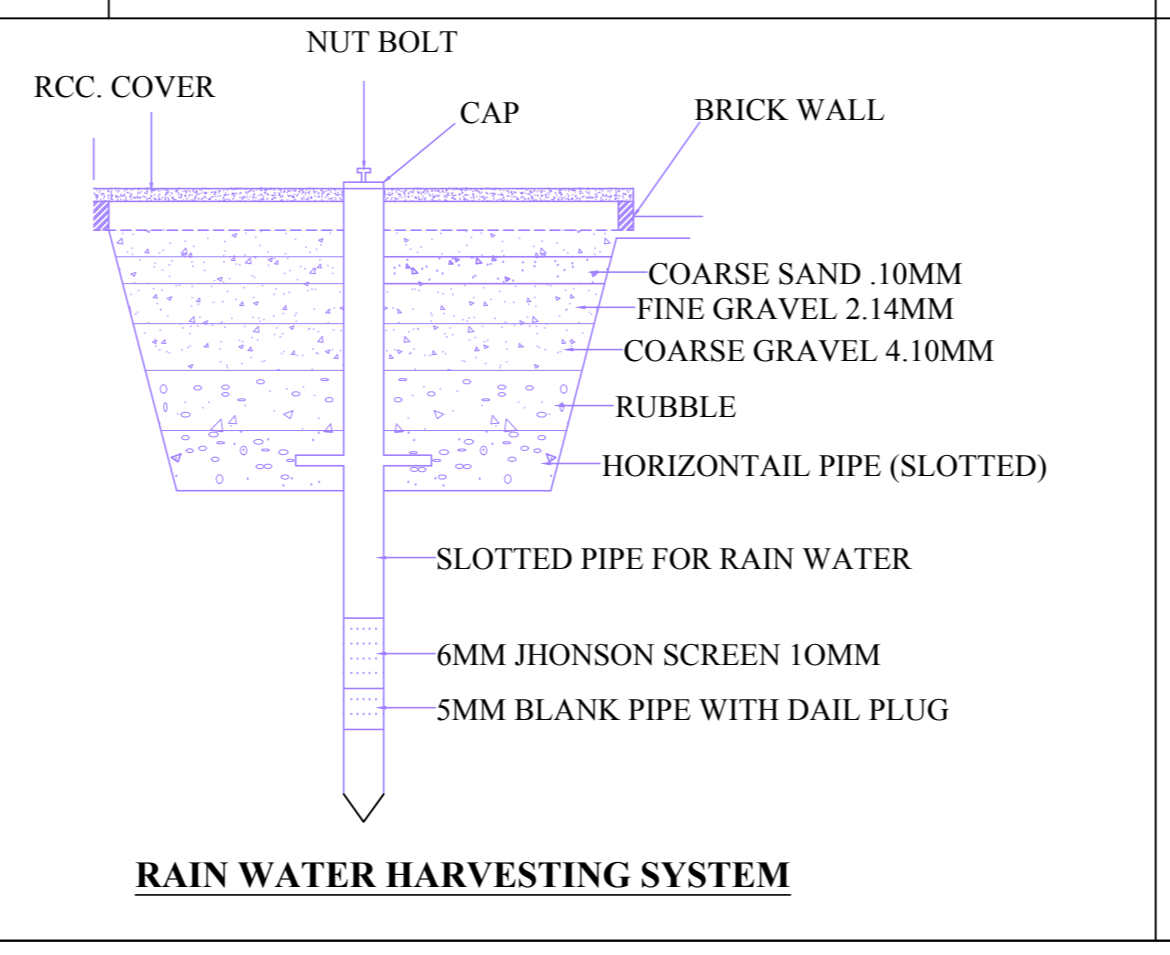 NUT BOLT
RCC. COVER
CAP
BRICK WALL
COARSE SAND .10MM
FINE GRAVEL 2.14MM
COARSE GRAVEL 4.10MM
RUBBLE
HORIZONTAIL PIPE (SLOTTED)
SLOTTED PIPE FOR RAIN WATER
6MM JHONSON SCREEN 1OMM
5MM BLANK PIPE WITH DAIL PLUG
RAIN WATER HARVESTING SYSTEM